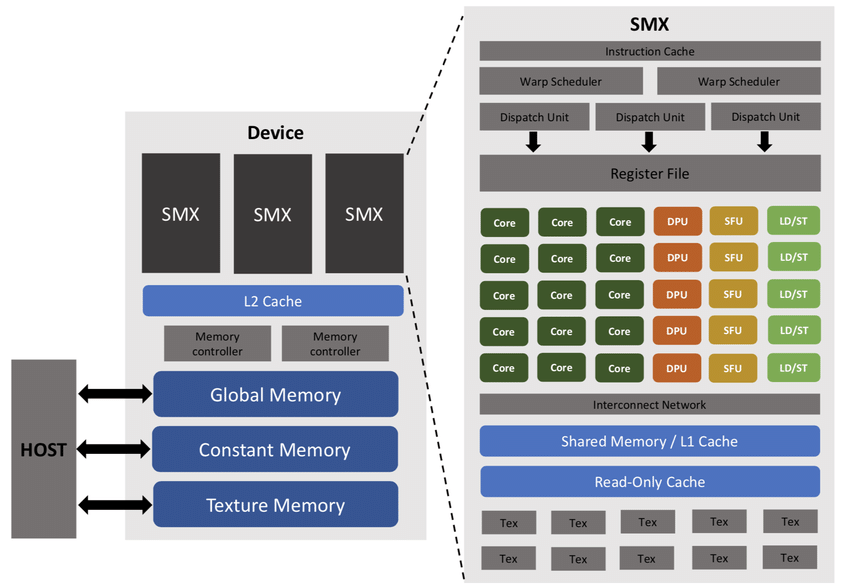 SMX
Instruction Cache
Warp Scheduler Warp Scheduler
Dispatch Unit Dispatch Unit Dispatch Unit
Register File
Core Core Core DPU SFU LD/ST
Core Core Core DPU SFU LD/ST
Core Core Core DPU SFU LD/ST
Core Core Core DPU SFU LD/ST
Core Core Core DPU SFU LD/ST
Interconnect Network
Shared Memory / L1 Cache
Read-Only Cache
Tex Tex Tex Tex Tex
Tex Tex Tex Tex Tex
Device
SMX SMX SMX
L2 Cache
Memory controller
Memory controller
Global Memory
Constant Memory
Texture Memory
HOST